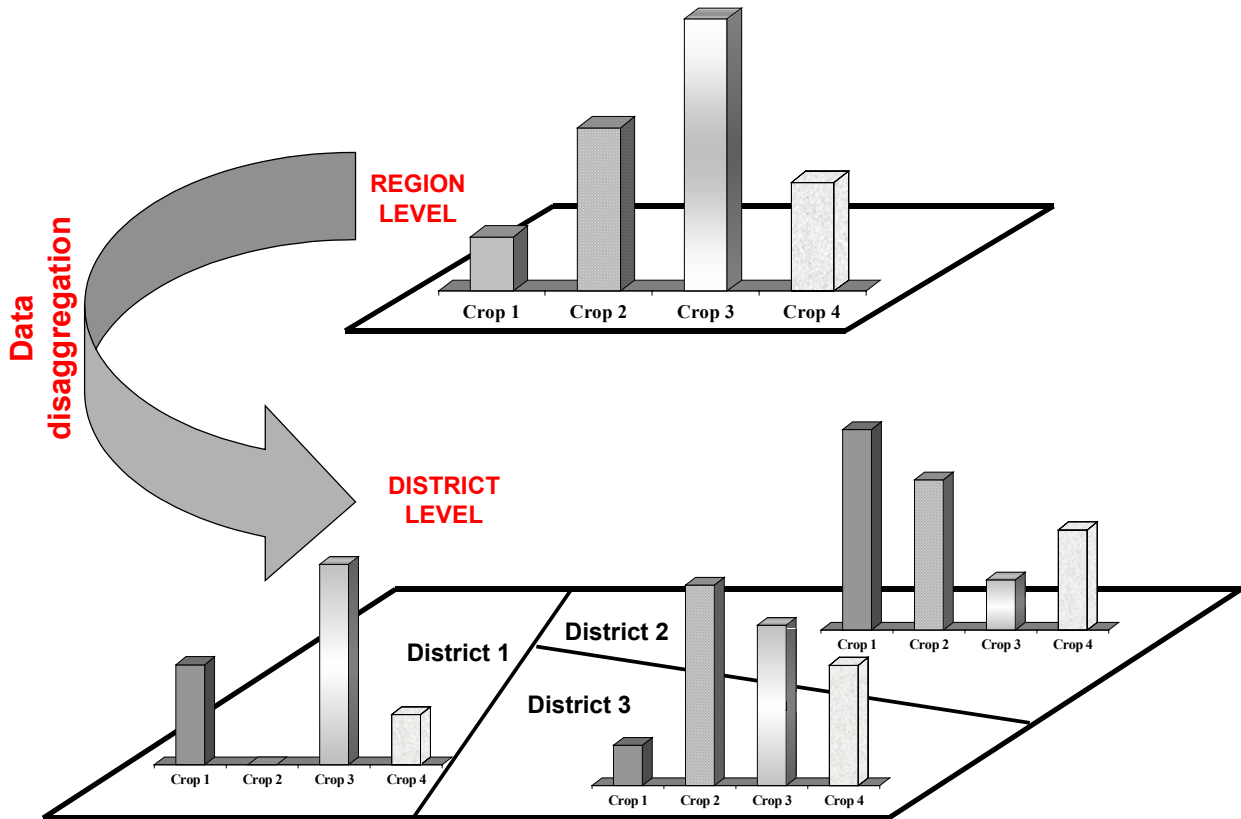 REGION
LEVEL
Crop 1 Crop 2 Crop 3 Crop 4
Data
disaggregation
DISTRICT
LEVEL
Crop 1 Crop 2 Crop 3 Crop 4
District 2
District 1
District 3
Crop 1 Crop 2 Crop 3 Crop 4
Crop 1 Crop 2 Crop 3 Crop 4